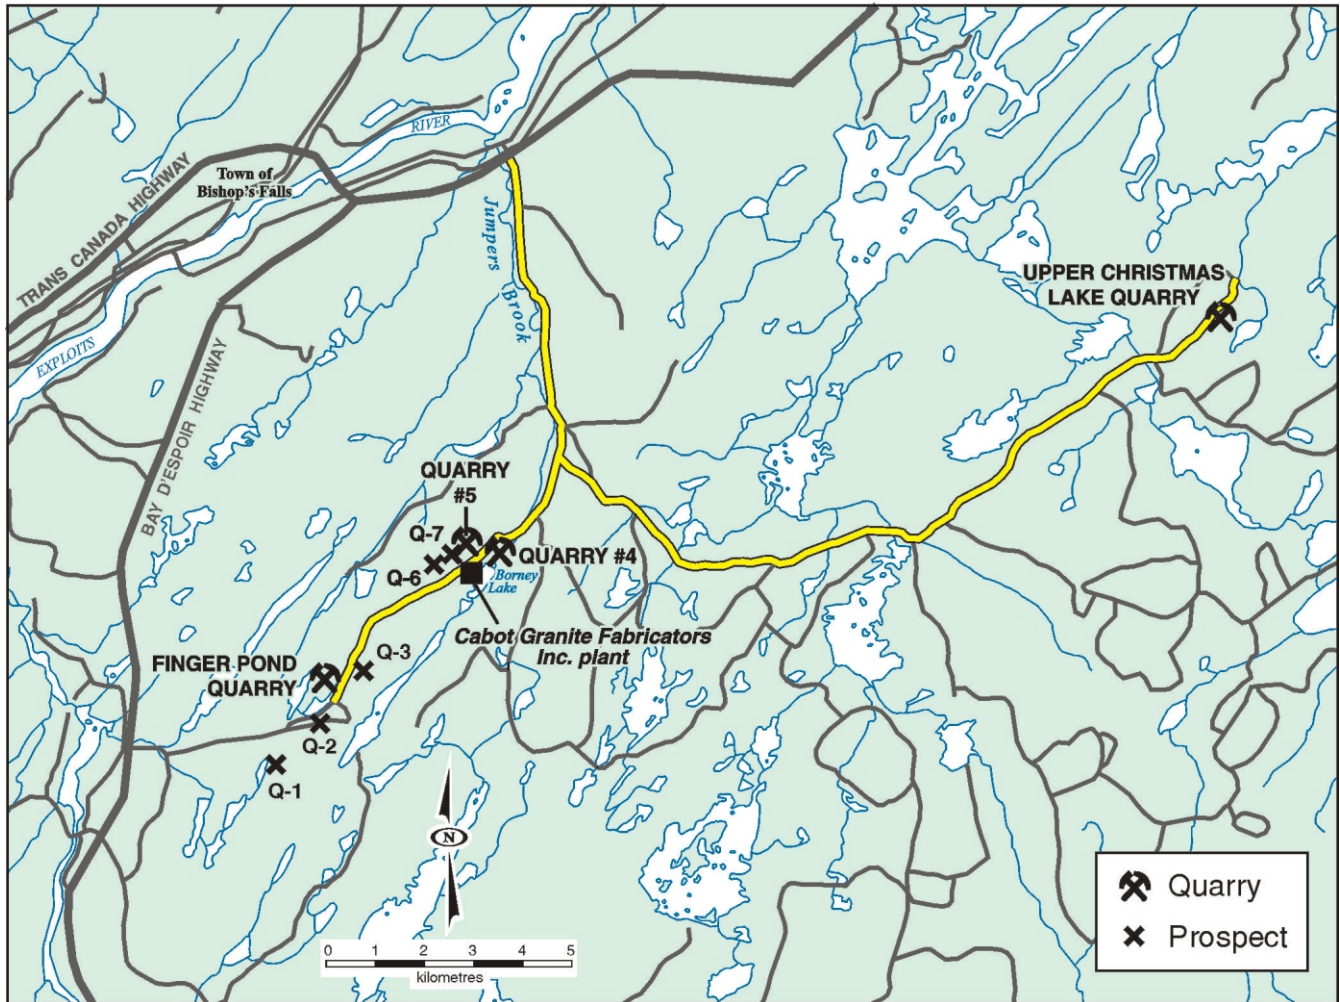 RIVER
Town of
Bishop's Falls
TRANS CANADA HIGHWAY
Jumpers Brook
UPPER CHRISTMAS
LAKE QUARRY
EXPLOITS
BAY D'ESPOIR HIGHWAY
QUARRY
#5
Q-7
QUARRY #4
Q-6
Borney
Lake
Cabot Granite Fabricators
Inc. plant
Q-3
FINGER POND
QUARRY
Q-2
Q-1
N
0 1 2 3 4 5
kilometres
Quarry
Prospect